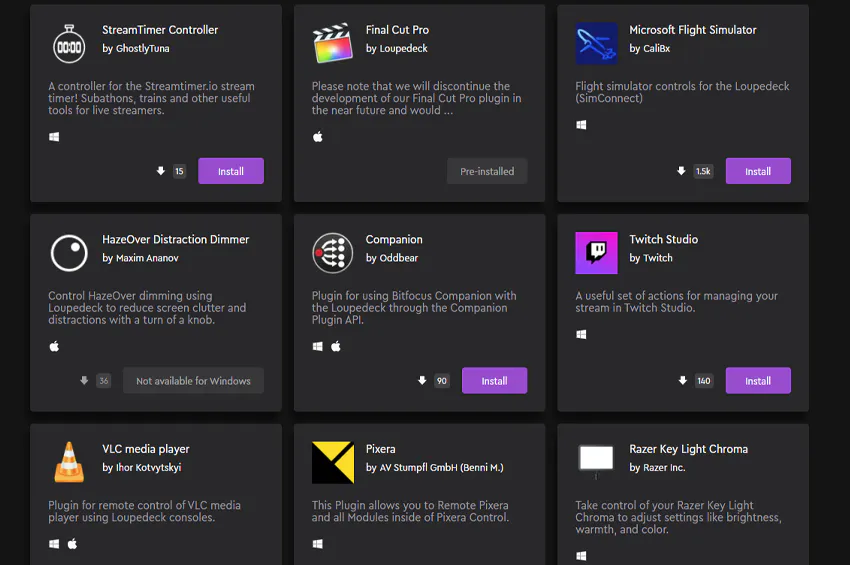 StreamTimer Controller
by GhostlyTuna
00:00
A controller for the Streamtimer.io stream
timer! Subathons, trains and other useful
tools for live streamers.
15
Install
Final Cut Pro
by Loupedeck
Please note that we will discontinue the
development of our Final Cut Pro plugin in
the near future and would ...
Pre-installed
Microsoft Flight Simulator
by CaliBx
Flight simulator controls for the Loupedeck
(SimConnect)
1.5k
Install
HazeOver Distraction Dimmer
by Maxim Ananov
Control HazeOver dimming using
Loupedeck to reduce screen clutter and
distractions with a turn of a knob.
36
Not available for Windows
Companion
by Oddbear
Plugin for using Bitfocus Companion with
the Loupedeck through the Companion
Plugin API.
90
Install
Twitch Studio
by Twitch
A useful set of actions for managing your
stream in Twitch Studio.
140
Install
VLC media player
by Ihor Kotvytskyi
Plugin for remote control of VLC media
player using Loupedeck consoles.
Pixera
by AV Stumpfl GmbH (Benni M.)
This Plugin allows you to Remote Pixera
and all Modules inside of Pixera Control.
Razer Key Light Chroma
by Razer Inc.
Take control of your Razer Key Light
Chroma to adjust settings like brightness,
warmth, and color.